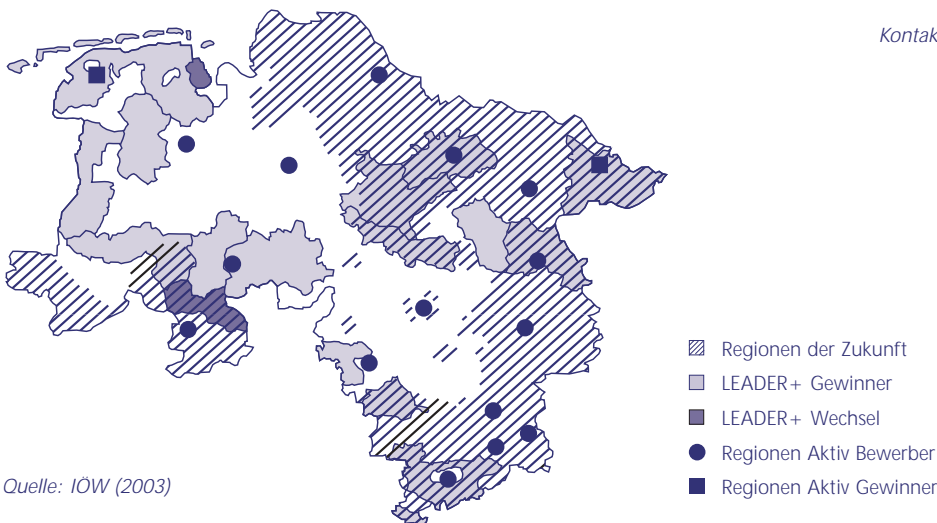 Kontak
Regionen der Zukunft
LEADER+ Gewinner
LEADER+ Wechsel
Regionen Aktiv Bewerber
Regionen Aktiv Gewinner
Quelle: IÖW (2003)